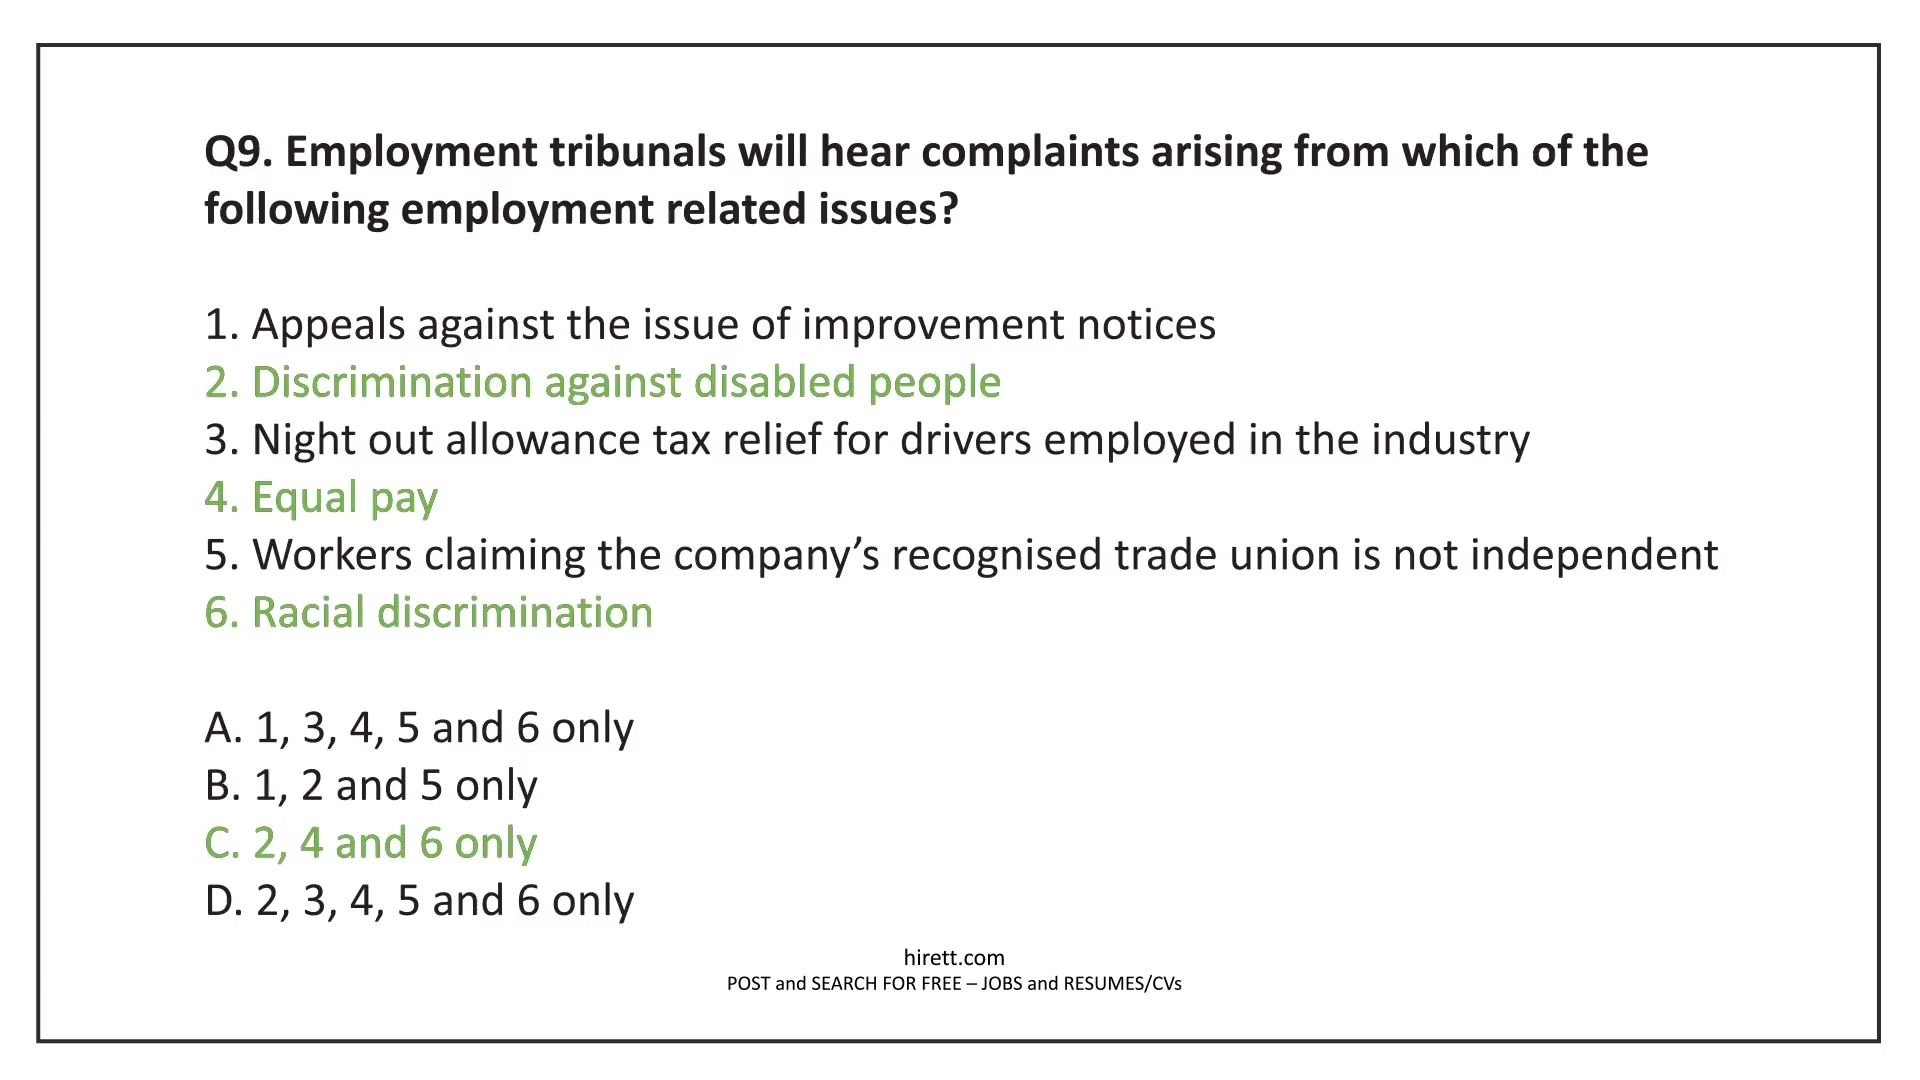 Q9. Employment tribunals will hear complaints arising from which of the
following employment related issues?
1. Appeals against the issue of improvement notices
2. Discrimination against disabled people
3. Night out allowance tax relief for drivers employed in the industry
4. Equal pay
5. Workers claiming the company’s recognised trade union is not independent
6. Racial discrimination
A. 1, 3, 4, 5 and 6 only
B. 1, 2 and 5 only
C. 2, 4 and 6 only
D. 2, 3, 4, 5 and 6 only
hirett.com
POST and SEARCH FOR FREE – JOBS and RESUMES/CVs